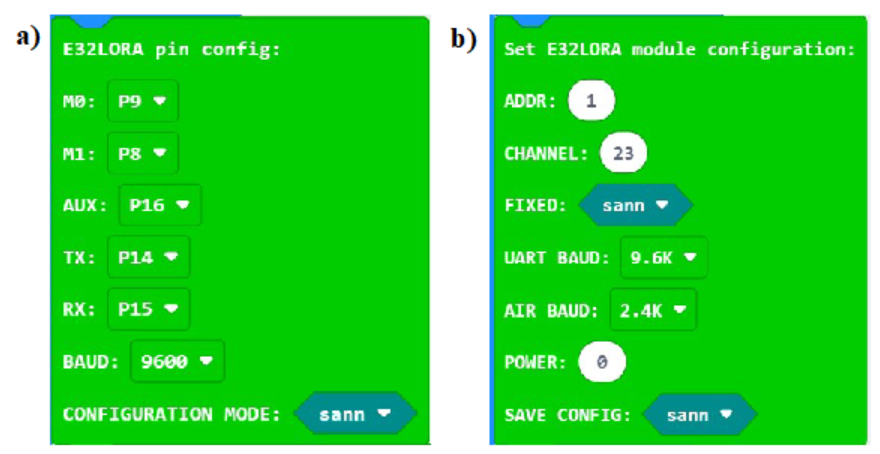 a)
E32LORA pin config:
M0: P9
M1: P8
AUX: P16
TX: P14
RX: P15
BAUD: 9600
CONFIGURATION MODE: sann
b)
Set E32LORA module configuration:
ADDR: 1
CHANNEL: 23
FIXED: sann
UART BAUD: 9.6K
AIR BAUD: 2.4K
POWER: 0
SAVE CONFIG: sann